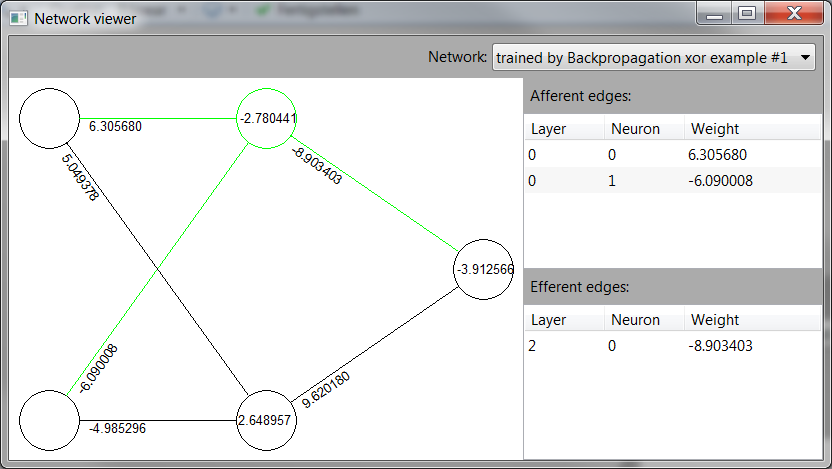 Network viewer
Fertigstellen
Network: trained by Backpropagation xor example #1
6.305680
-2.780441
5.049378
-8.903403
-3.912566
-6.090008
9.620180
-4.985296
2.648957
Afferent edges:
Layer Neuron Weight
0 0 6.305680
0 1 -6.090008
Efferent edges:
Layer Neuron Weight
2 0 -8.903403